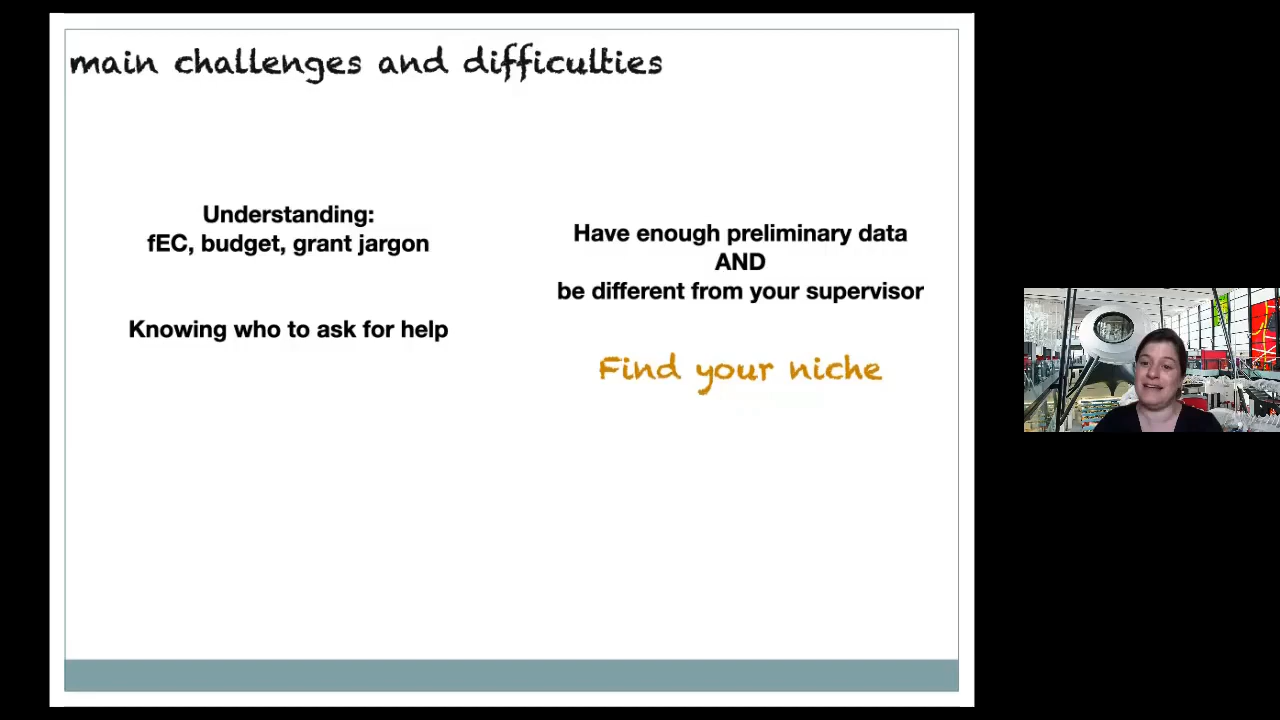 main challenges and difficulties
Understanding:
fEC, budget, grant jargon
Knowing who to ask for help
Have enough preliminary data
AND
be different from your supervisor
Find your niche